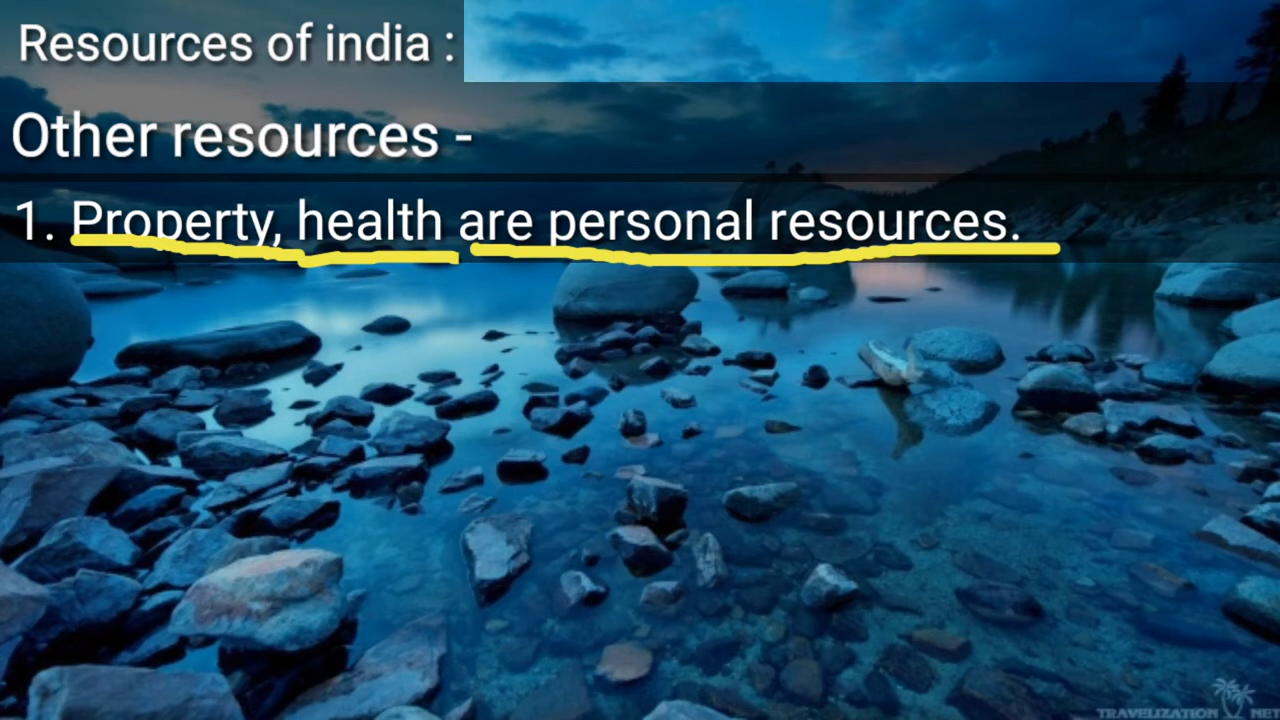 Resources of india :
Other resources -
1. Property, health are personal resources.
TRAVELIZATION NET